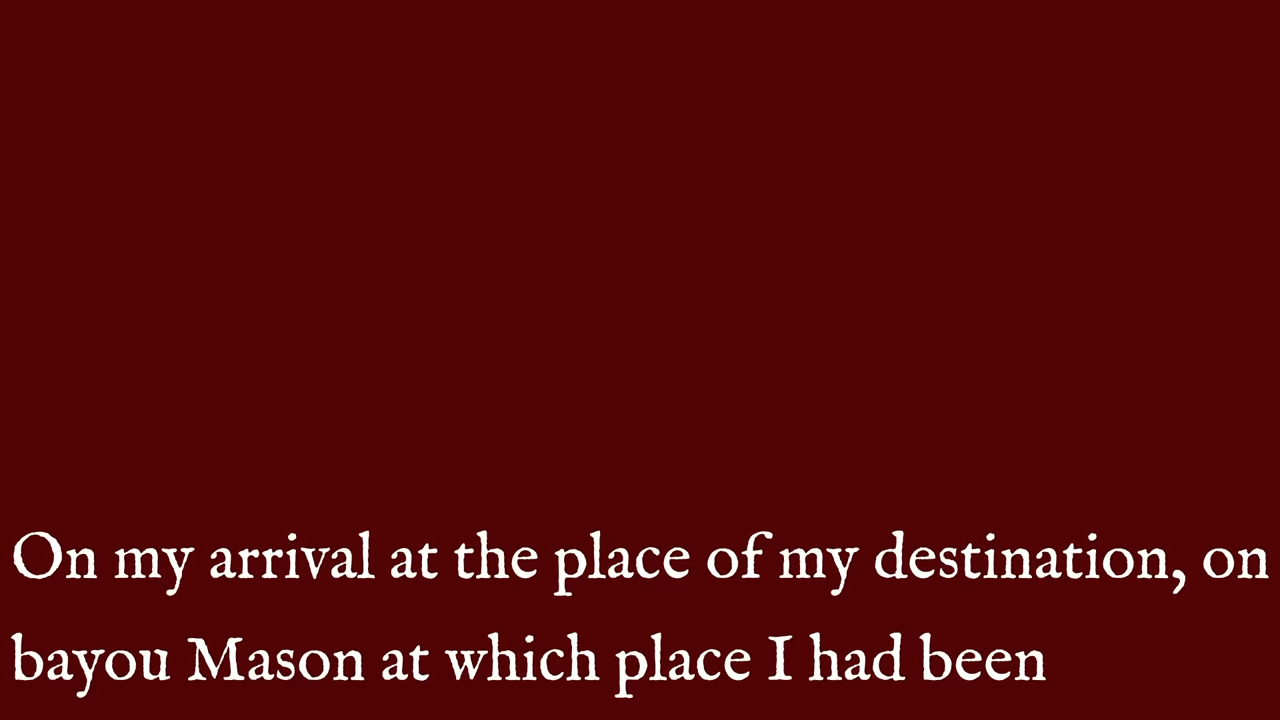 On my arrival at the place of my destination, on
bayou Mason at which place I had been